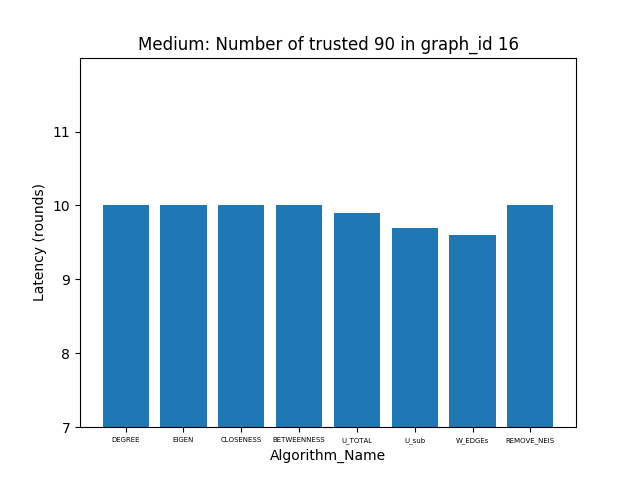 Medium: Number of trusted 90 in graph_id 16
Latency (rounds)
11
10
9
8
7
DEGREE EIGEN CLOSENESS BETWEENNESS U_TOTAL U_sub W_EDGEs REMOVE_NEIS
Algorithm_Name